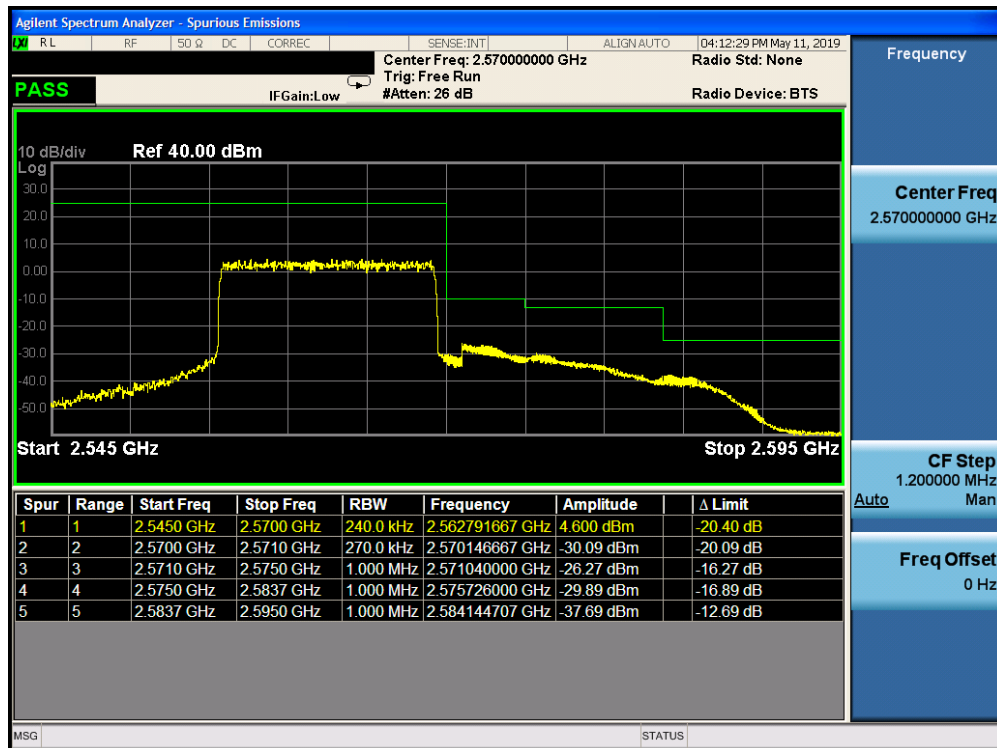 Agilent Spectrum Analyzer - Spurious Emissions
LXI RL RF 50 Ω DC CORREC SENSE:INT ALIGN AUTO 04:12:29 PM May 11, 2019
Frequency
Center Freq: 2.570000000 GHz Radio Std: None
Trig: Free Run
PASS IFGain:Low #Atten: 26 dB Radio Device: BTS
10 dB/div Ref 40.00 dBm
Log
30.0
20.0
10.0
0.00
-10.0
-20.0
-30.0
-40.0
-50.0
Start 2.545 GHz Stop 2.595 GHz
Center Freq
2.570000000 GHz
CF Step
1.200000 MHz
Auto Man
Freq Offset
0 Hz
Spur Range Start Freq Stop Freq RBW Frequency Amplitude Δ Limit
1 1 2.5450 GHz 2.5700 GHz 240.0 kHz 2.562791667 GHz 4.600 dBm -20.40 dB
2 2 2.5700 GHz 2.5710 GHz 270.0 kHz 2.570146667 GHz -30.09 dBm -20.09 dB
3 3 2.5710 GHz 2.5750 GHz 1.000 MHz 2.571040000 GHz -26.27 dBm -16.27 dB
4 4 2.5750 GHz 2.5837 GHz 1.000 MHz 2.575726000 GHz -29.89 dBm -16.89 dB
5 5 2.5837 GHz 2.5950 GHz 1.000 MHz 2.584144707 GHz -37.69 dBm -12.69 dB
MSG STATUS